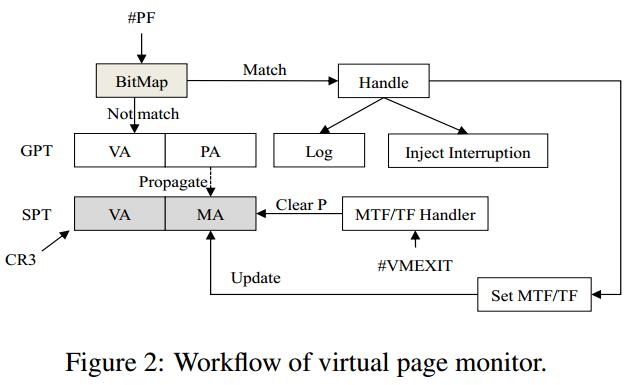 #PF
BitMap
Match
Handle
Not match
GPT
VA
PA
Log
Inject Interruption
Propagate
SPT
VA
MA
Clear P
MTF/TF Handler
CR3
#VMEXIT
Update
Set MTF/TF
Figure 2: Workflow of virtual page monitor.